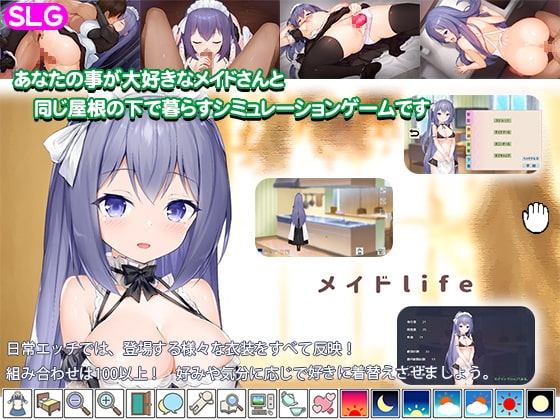 SLG
あなたの事が大好きなメイドさんと
同じ屋根の下で暮らすシミュレーションゲームです
メイドlife
日常エッチでは、登場する様々な衣装をすべて反映！
組み合わせは100以上！　好みや気分に応じで好きに着替えさせましょう。